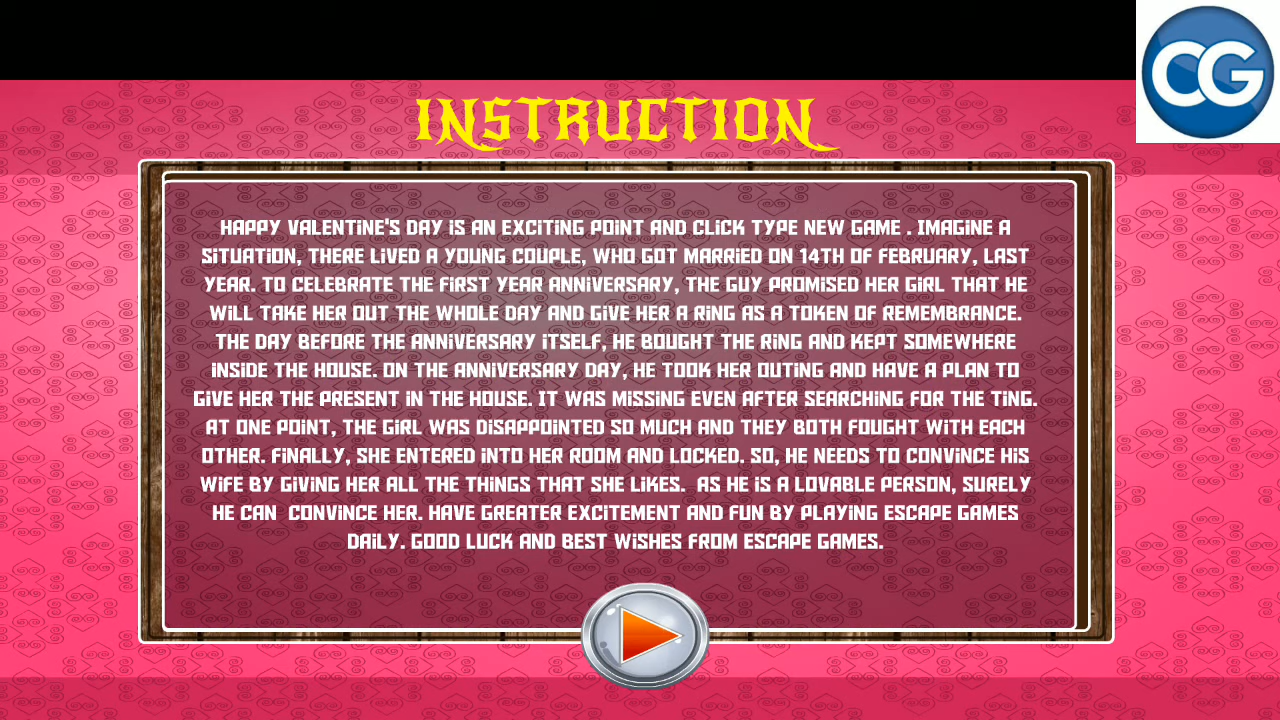 CG
INSTRUCTION
HAPPY VALENTINE'S DAY IS AN EXCITING POINT AND CLICK TYPE NEW GAME . IMAGINE A
SITUATION, THERE LIVED A YOUNG COUPLE, WHO GOT MARRIED ON 14TH OF FEBRUARY, LAST
YEAR. TO CELEBRATE THE FIRST YEAR ANNIVERSARY, THE GUY PROMISED HER GIRL THAT HE
WILL TAKE HER OUT THE WHOLE DAY AND GIVE HER A RING AS A TOKEN OF REMEMBRANCE.
THE DAY BEFORE THE ANNIVERSARY ITSELF, HE BOUGHT THE RING AND KEPT SOMEWHERE
INSIDE THE HOUSE. ON THE ANNIVERSARY DAY, HE TOOK HER OUTING AND HAVE A PLAN TO
GIVE HER THE PRESENT IN THE HOUSE. IT WAS MISSING EVEN AFTER SEARCHING FOR THE TING.
AT ONE POINT, THE GIRL WAS DISAPPOINTED SO MUCH AND THEY BOTH FOUGHT WITH EACH
OTHER. FINALLY, SHE ENTERED INTO HER ROOM AND LOCKED. SO, HE NEEDS TO CONVINCE HIS
WIFE BY GIVING HER ALL THE THINGS THAT SHE LIKES.  AS HE IS A LOVABLE PERSON, SURELY
HE CAN  CONVINCE HER. HAVE GREATER EXCITEMENT AND FUN BY PLAYING ESCAPE GAMES
DAILY. GOOD LUCK AND BEST WISHES FROM ESCAPE GAMES.